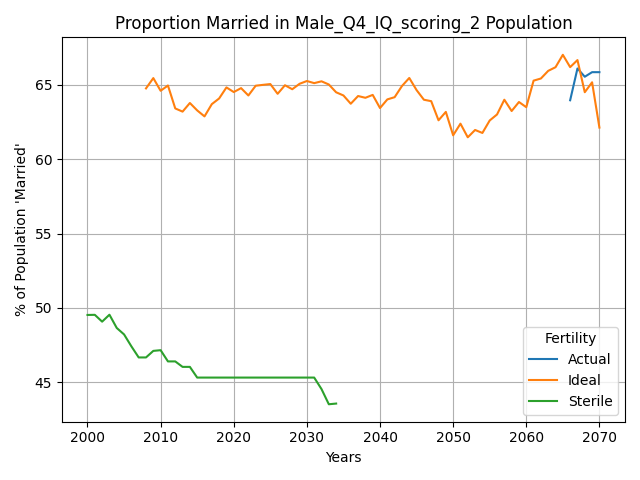 Proportion Married in Male_Q4_IQ_scoring_2 Population
% of Population 'Married'
65
60
55
50
45
Fertility
Actual
Ideal
Sterile
2000 2010 2020 2030 2040 2050 2060 2070
Years